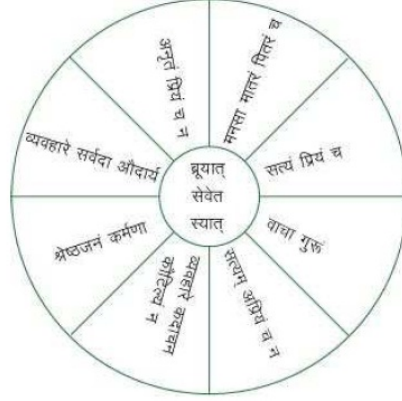 मनसा मातरं पितरं च
सत्यं प्रियं च
वाचा गुरूं
सत्यम् अप्रियं च न
व्यवहारे कदाचन
कौटिल्यं न
श्रेष्ठजनं कर्मणा
व्यवहारे सर्वदा औदार्य
अनृतं प्रियं च न
ब्रूयात्
सेवेत
स्यात्